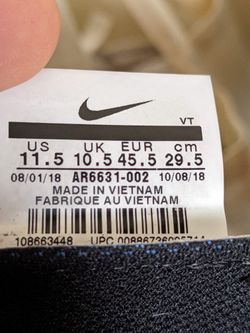 VT
US UK EUR cm
11.5 10.5 45.5 29.5
08/01/18 AR6631-002 10/08/18
MADE IN VIETNAM
FABRIQUE AU VIETNAM
108663448 UPC